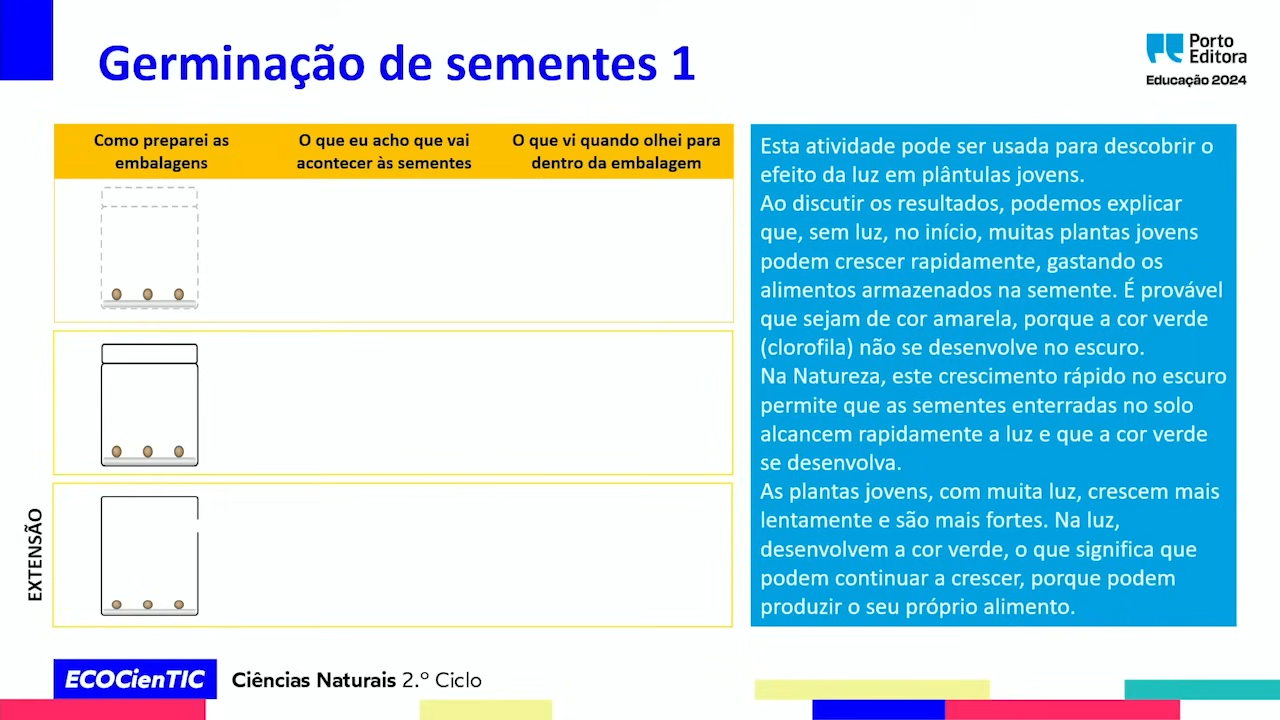 Germinação de sementes 1
Porto
Editora
Educação 2024
Como preparei as
embalagens
O que eu acho que vai
acontecer às sementes
O que vi quando olhei para
dentro da embalagem
EXTENSÃO
Esta atividade pode ser usada para descobrir o
efeito da luz em plântulas jovens.
Ao discutir os resultados, podemos explicar
que, sem luz, no início, muitas plantas jovens
podem crescer rapidamente, gastando os
alimentos armazenados na semente. É provável
que sejam de cor amarela, porque a cor verde
(clorofila) não se desenvolve no escuro.
Na Natureza, este crescimento rápido no escuro
permite que as sementes enterradas no solo
alcancem rapidamente a luz e que a cor verde
se desenvolva.
As plantas jovens, com muita luz, crescem mais
lentamente e são mais fortes. Na luz,
desenvolvem a cor verde, o que significa que
podem continuar a crescer, porque podem
produzir o seu próprio alimento.
ECOCienTIC
Ciências Naturais 2.º Ciclo